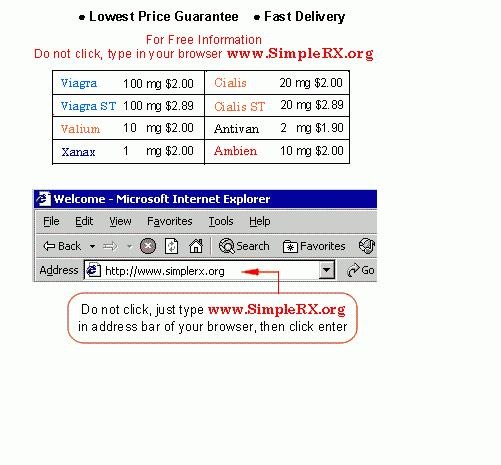 ● Lowest Price Guarantee ● Fast Delivery
For Free Information
Do not click, type in your browser www.SimpleRX.org
Viagra 100 mg $2.00 Cialis 20 mg $2.00
Viagra ST 100 mg $2.89 Cialis ST 20 mg $2.89
Valium 10 mg $2.00 Antivan 2 mg $1.90
Xanax 1 mg $2.00 Ambien 10 mg $2.00
Welcome - Microsoft Internet Explorer
File Edit View Favorites Tools Help
Back Search Favorites
Address http://www.simplerx.org Go
Do not click, just type www.SimpleRX.org
in address bar of your browser, then click enter